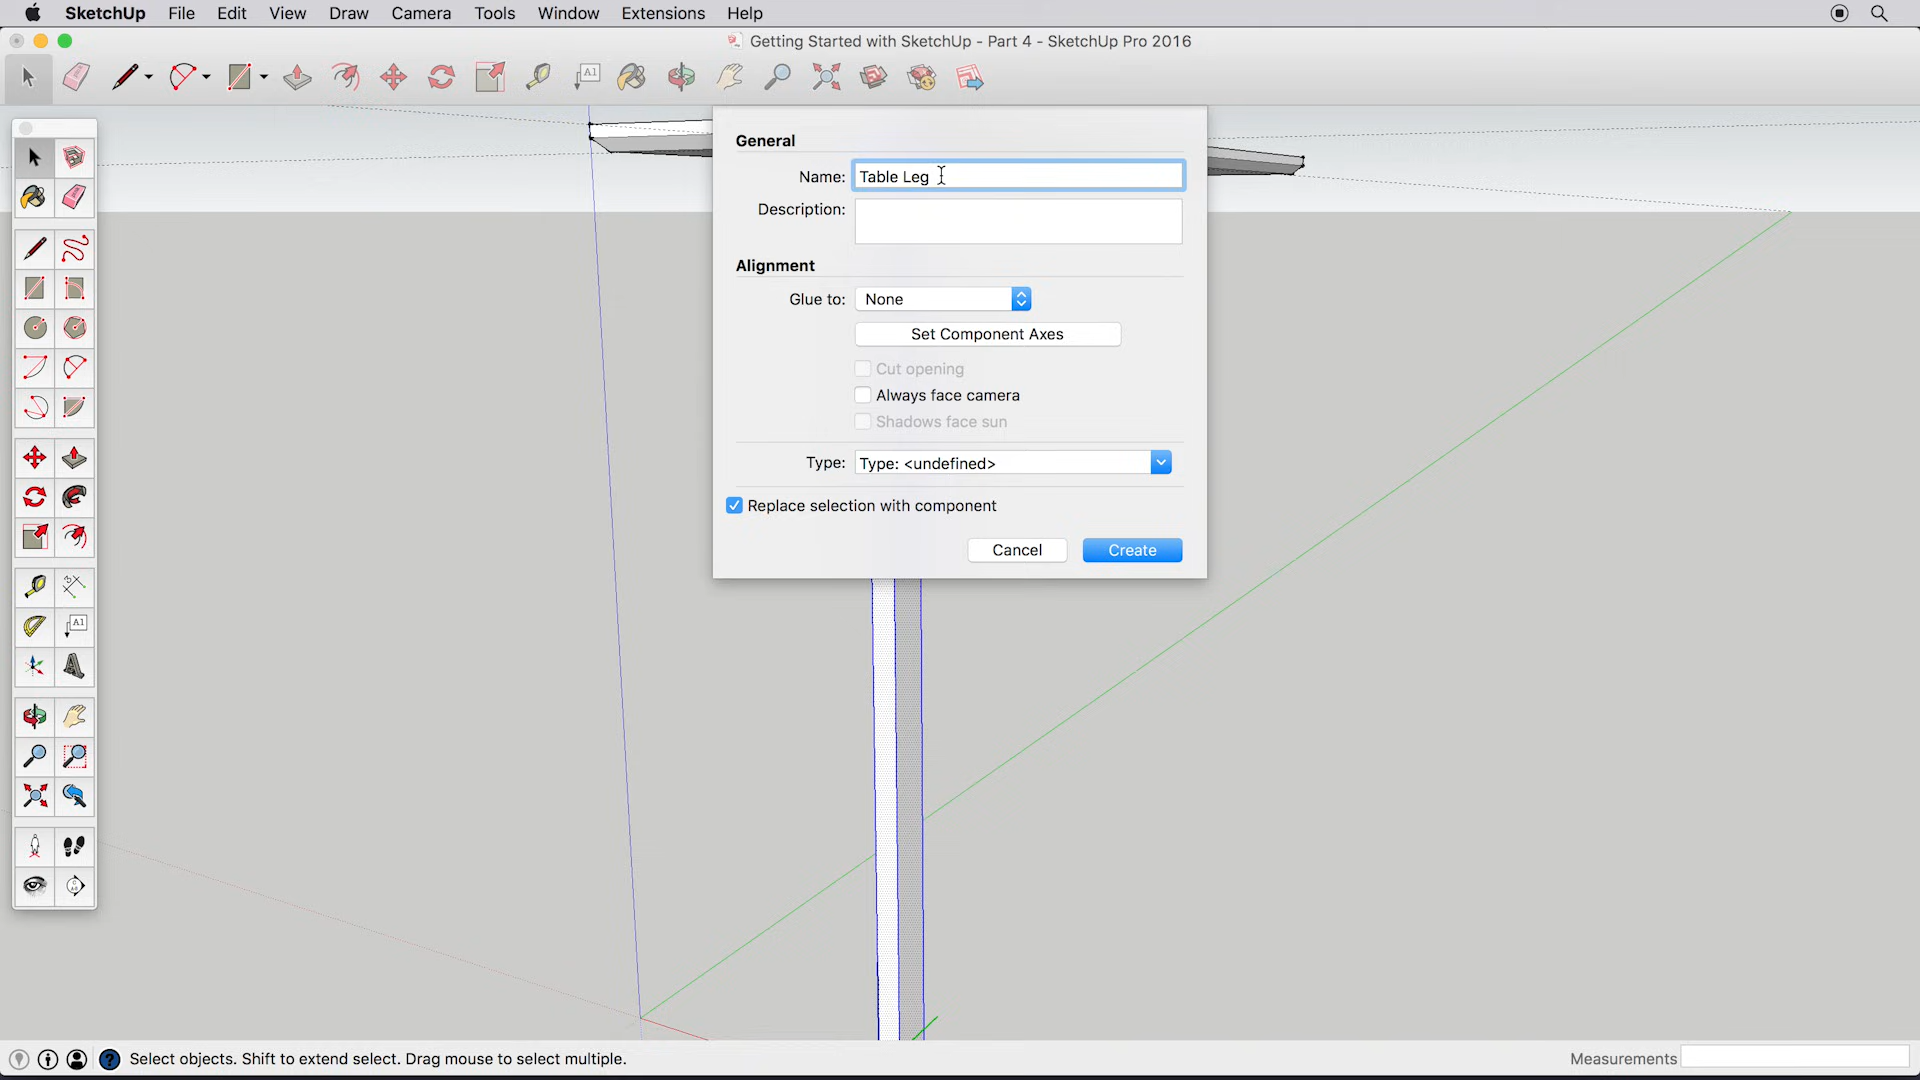 SketchUp File Edit View Draw Camera Tools Window Extensions Help
Getting Started with SketchUp - Part 4 - SketchUp Pro 2016
A1
General
Name: Table Leg
Description:
Alignment
Glue to: None
Set Component Axes
Cut opening
Always face camera
Shadows face sun
Type: Type: <undefined>
Replace selection with component
Cancel Create
A1
Select objects. Shift to extend select. Drag mouse to select multiple.
Measurements